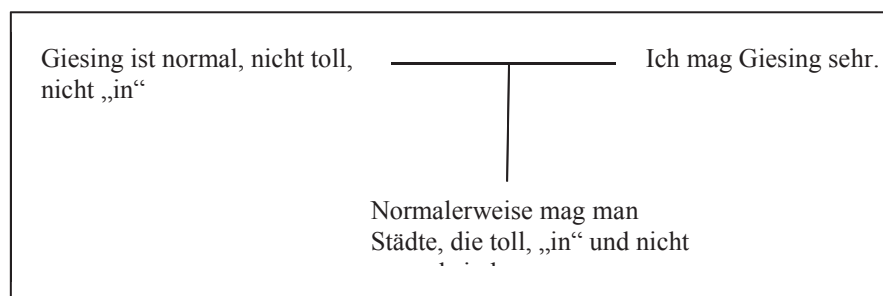 Giesing ist normal, nicht toll,
nicht „in“
Ich mag Giesing sehr.
Normalerweise mag man
Städte, die toll, „in“ und nicht